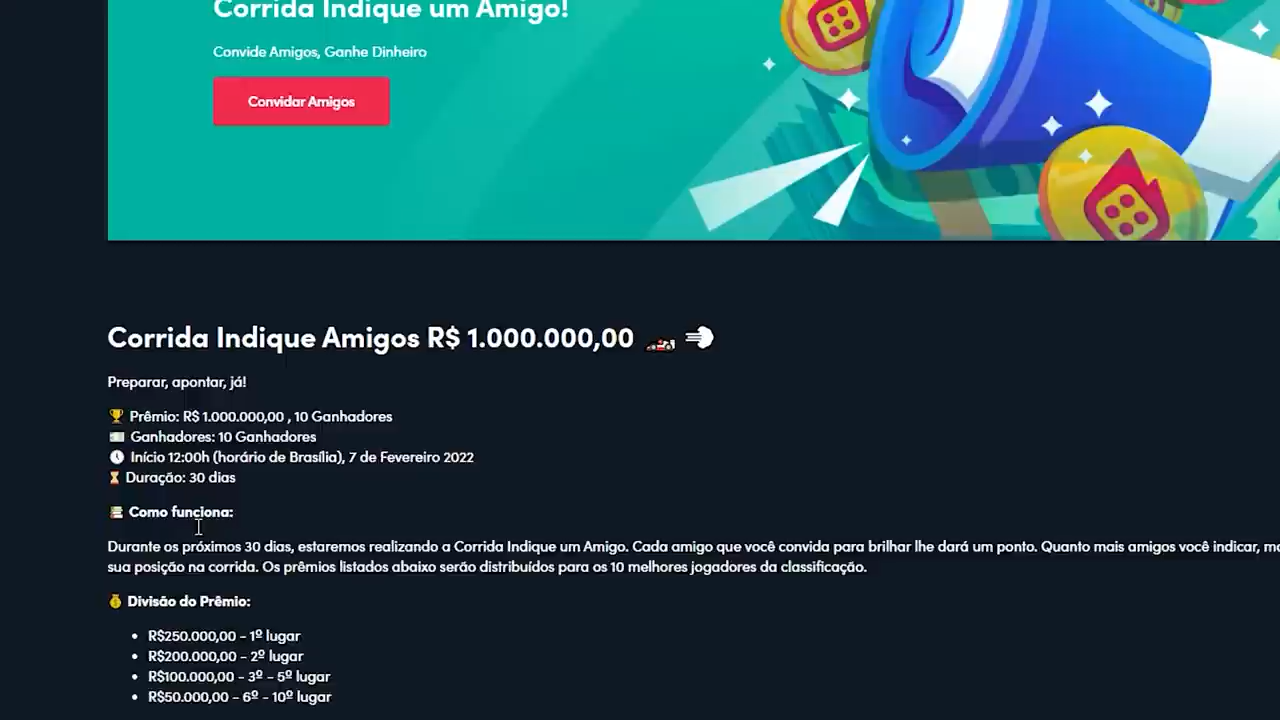 Corrida Indique um Amigo!
Convide Amigos, Ganhe Dinheiro
Convidar Amigos
Corrida Indique Amigos R$ 1.000.000,00
Preparar, apontar, já!
Prêmio: R$ 1.000.000,00 , 10 Ganhadores
Ganhadores: 10 Ganhadores
Início 12:00h (horário de Brasília), 7 de Fevereiro 2022
Duração: 30 dias
Como funciona:
Durante os próximos 30 dias, estaremos realizando a Corrida Indique um Amigo. Cada amigo que você convida para brilhar lhe dará um ponto. Quanto mais amigos você indicar,
sua posição na corrida. Os prêmios listados abaixo serão distribuídos para os 10 melhores jogadores da classificação.
Divisão do Prêmio:
• R$250.000,00 – 1º lugar
• R$200.000,00 – 2º lugar
• R$100.000,00 – 3º – 5º lugar
• R$50.000,00 – 6º – 10º lugar